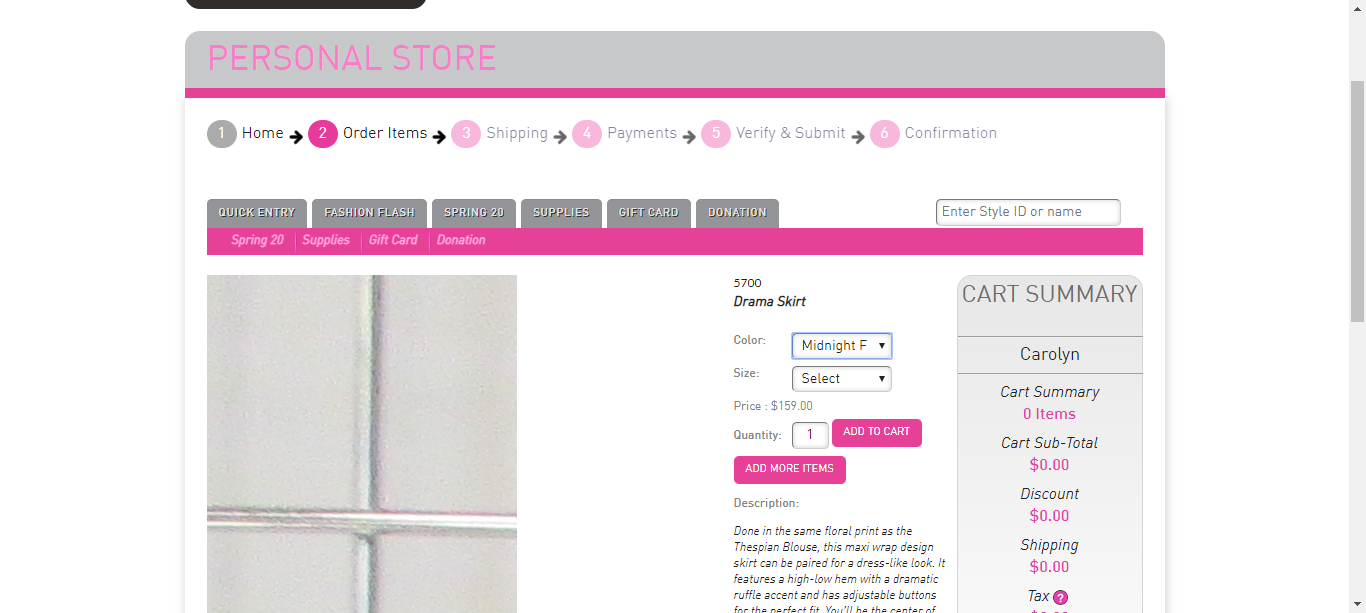 PERSONAL STORE
1 Home 2 Order Items 3 Shipping 4 Payments 5 Verify & Submit 6 Confirmation
QUICK ENTRY FASHION FLASH SPRING 20 SUPPLIES GIFT CARD DONATION Enter Style ID or name
Spring 20 Supplies Gift Card Donation
5700
Drama Skirt
Color: Midnight F
Size: Select
Price : $159.00
Quantity: 1 ADD TO CART
ADD MORE ITEMS
Description:
Done in the same floral print as the
Thespian Blouse, this maxi wrap design
skirt can be paired for a dress-like look. It
features a high-low hem with a dramatic
ruffle accent and has adjustable buttons
for the perfect fit. You'll be the center of
CART SUMMARY
Carolyn
Cart Summary
0 Items
Cart Sub-Total
$0.00
Discount
$0.00
Shipping
$0.00
Tax ?